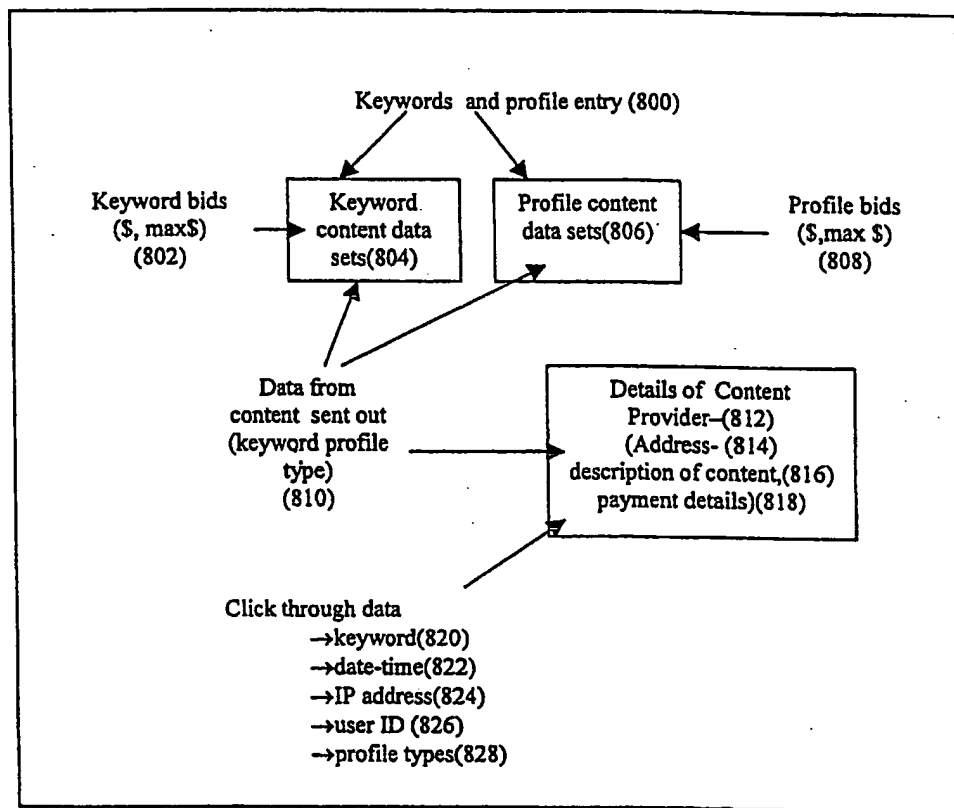 Keywords and profile entry (800)
Keyword bids
($, max$)
(802)
Keyword
content data
sets(804)
Profile content
data sets(806)
Profile bids
($,max $)
(808)
Data from
content sent out
(keyword profile
type)
(810)
Details of Content
Provider–(812)
(Address- (814)
description of content,(816)
payment details)(818)
Click through data
→keyword(820)
→date-time(822)
→IP address(824)
→user ID (826)
→profile types(828)